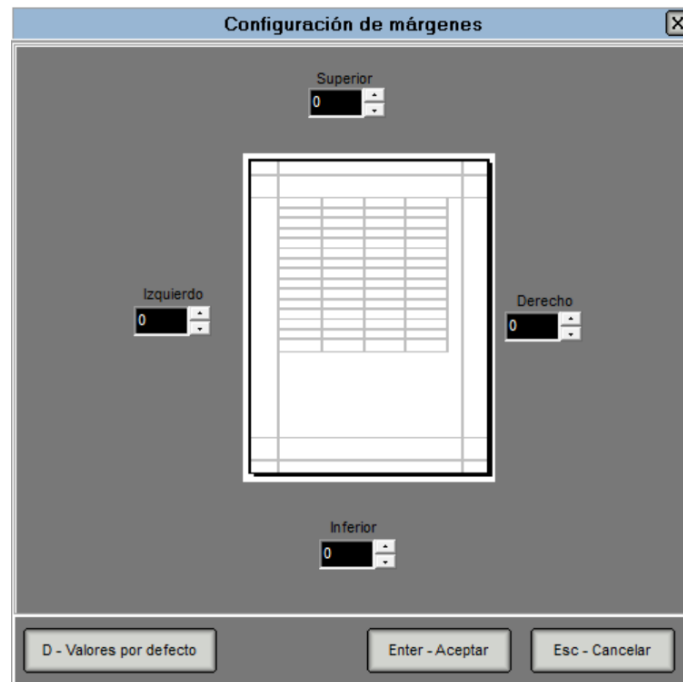 Configuración de márgenes
X
Superior
0
Izquierdo
0
Derecho
0
Inferior
0
D - Valores por defecto
Enter - Aceptar
Esc - Cancelar